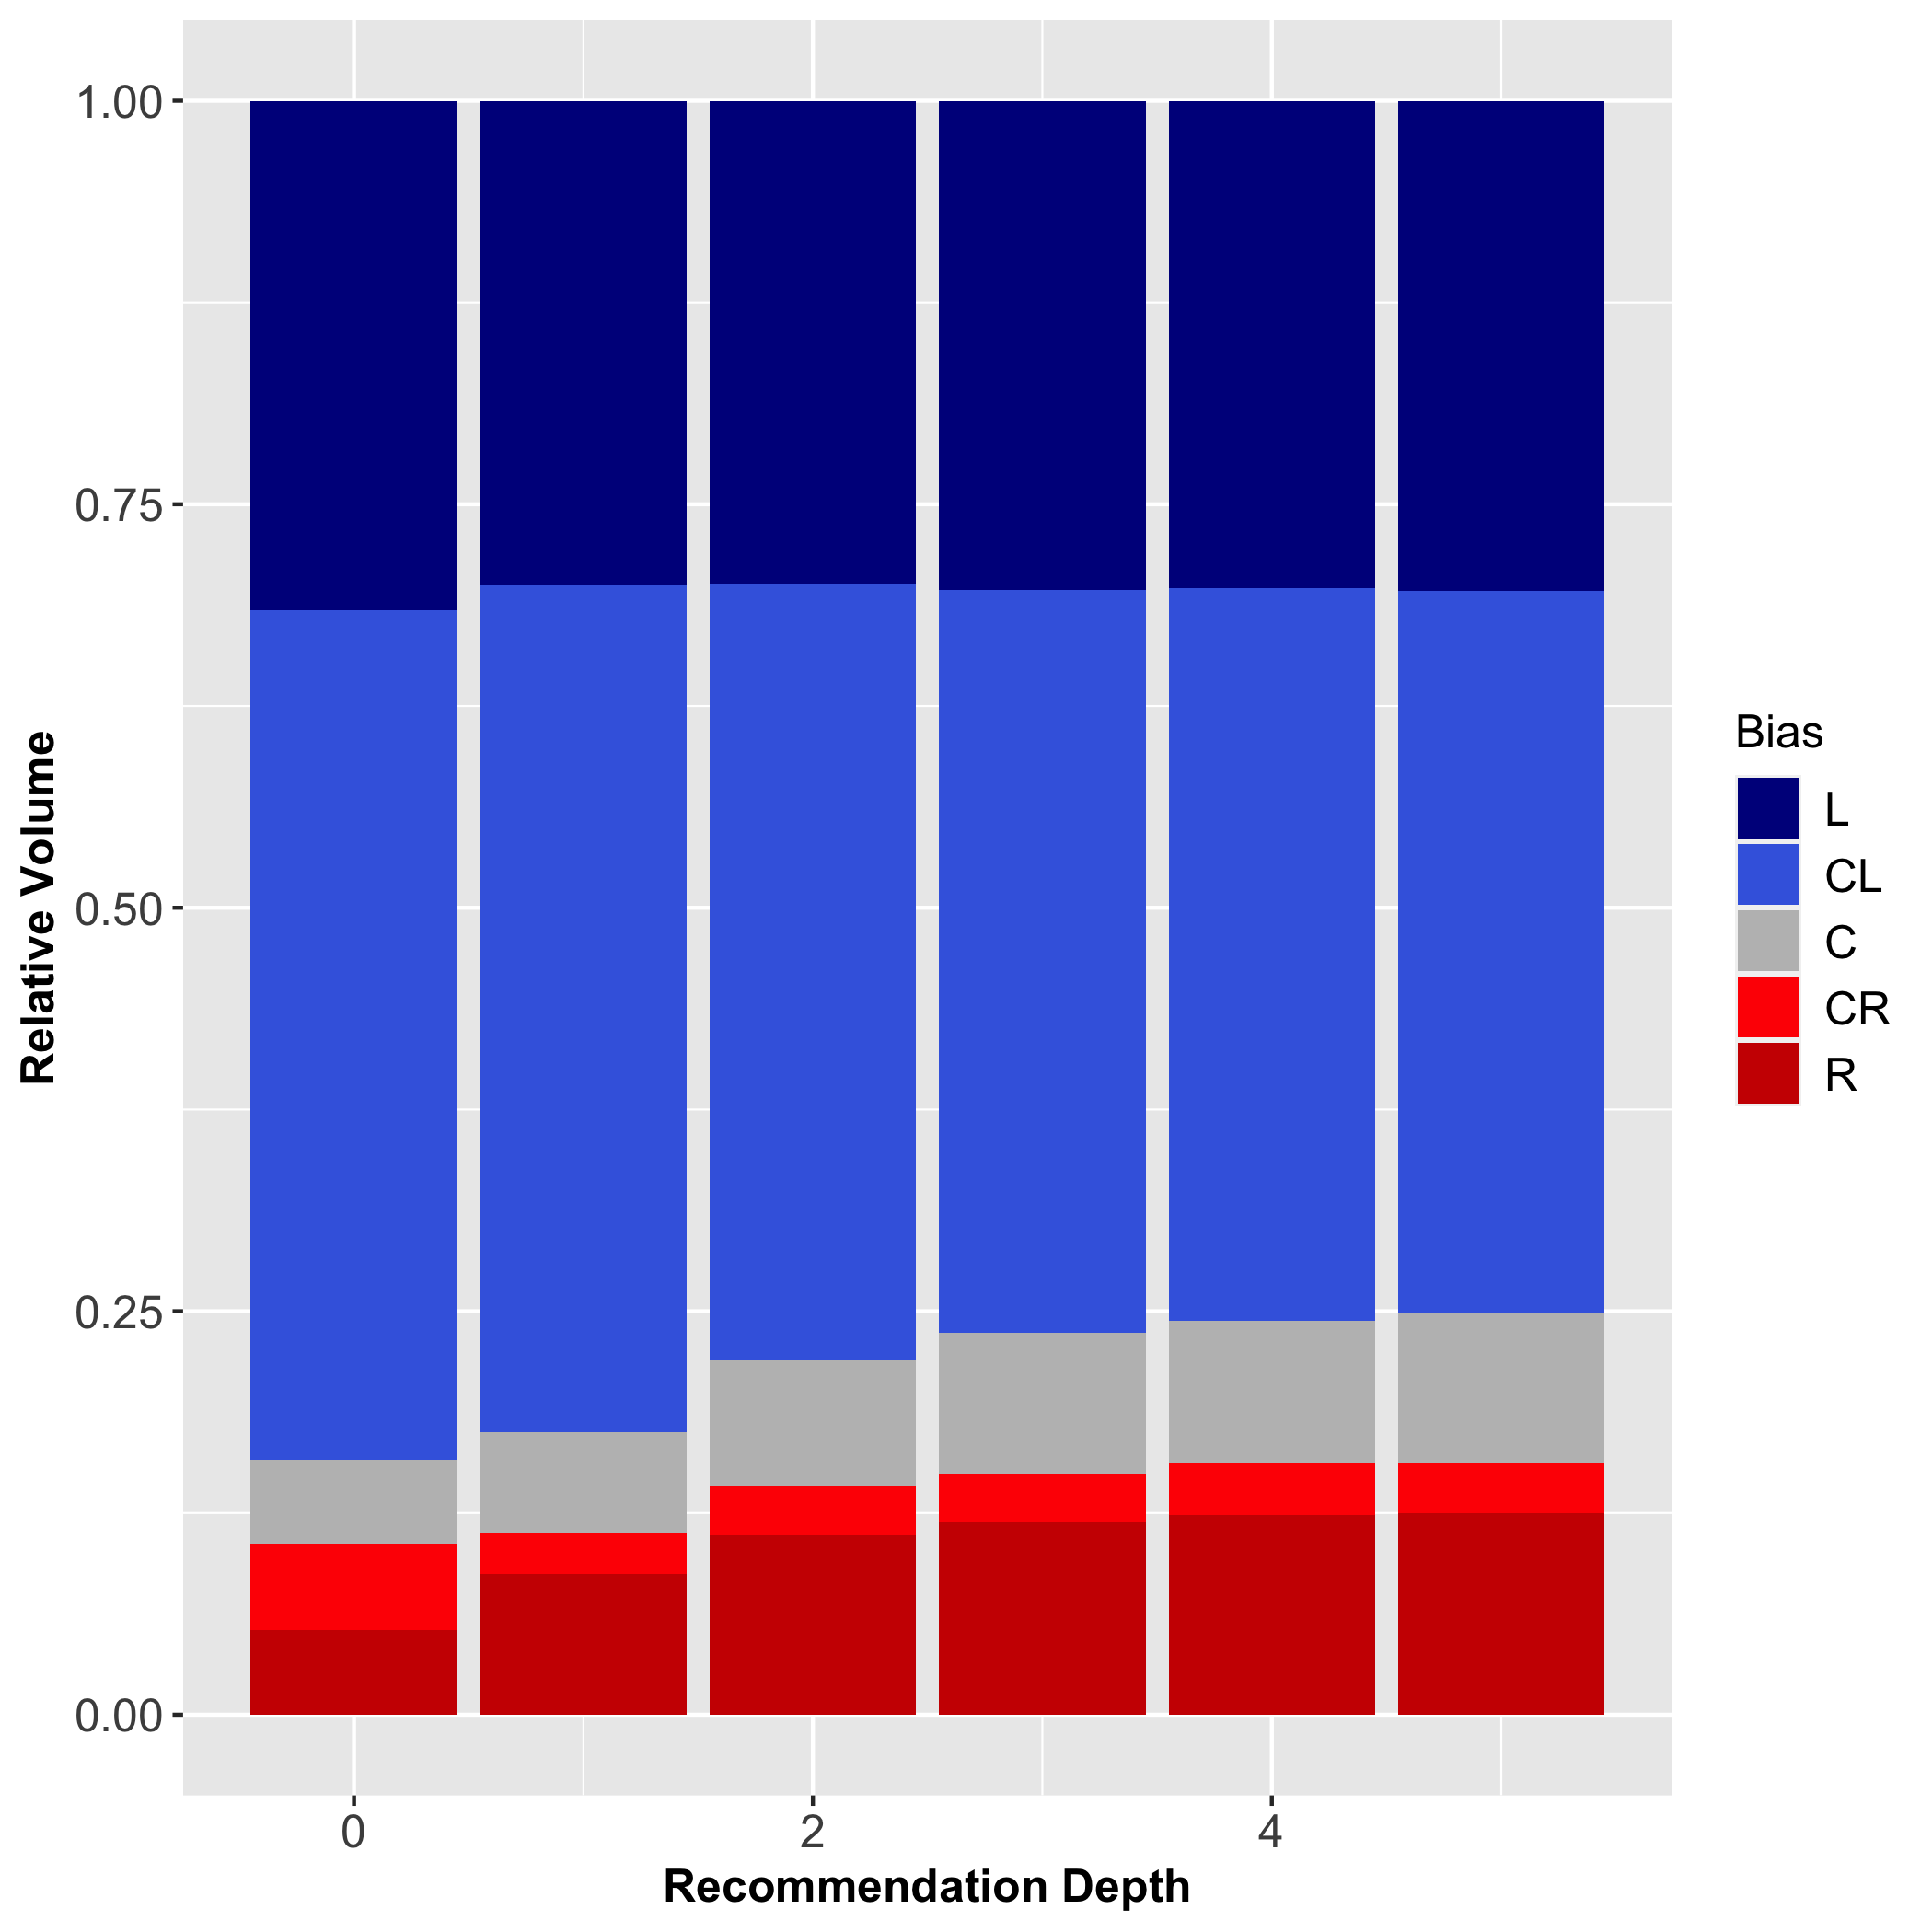 1.00
0.75
0.50
0.25
0.00
Relative Volume
0
2
4
Recommendation Depth
Bias
L
CL
C
CR
R